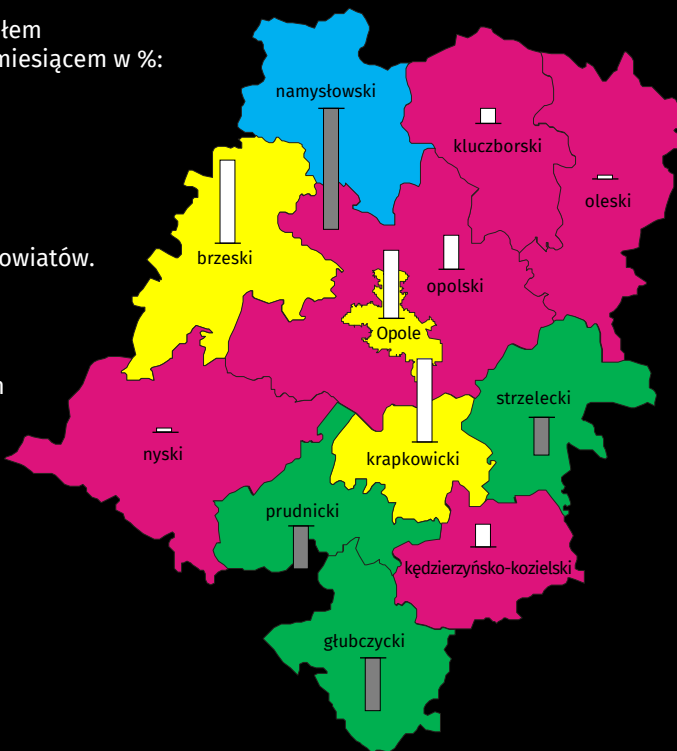 łem
miesiącem w %:
namysłowski
kluczborski
oleski
brzeski
owiatów.
opolski
Opole
strzelecki
nyski
krapkowicki
prudnicki
kędzierzyńsko-kozielski
głubczycki